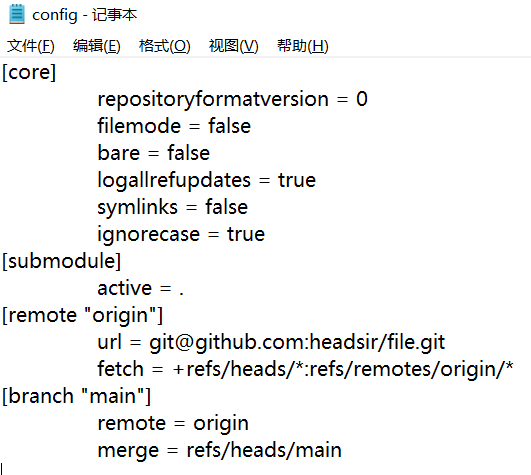 config - 记事本
文件(F) 编辑(E) 格式(O) 视图(V) 帮助(H)
[core]
repositoryformatversion = 0
filemode = false
bare = false
logallrefupdates = true
symlinks = false
ignorecase = true
[submodule]
active = .
[remote "origin"]
url = git@github.com:headsir/file.git
fetch = +refs/heads/*:refs/remotes/origin/*
[branch "main"]
remote = origin
merge = refs/heads/main